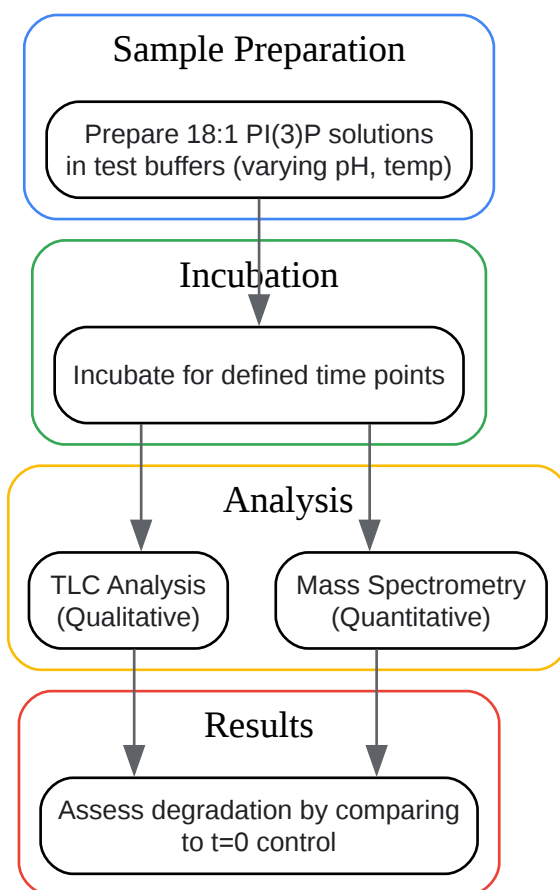 Sample Preparation
Prepare 18:1 PI(3)P solutions
in test buffers (varying pH, temp)
Incubation
Incubate for defined time points
Analysis
TLC Analysis
(Qualitative)
Mass Spectrometry
(Quantitative)
Results
Assess degradation by comparing
to t=0 control